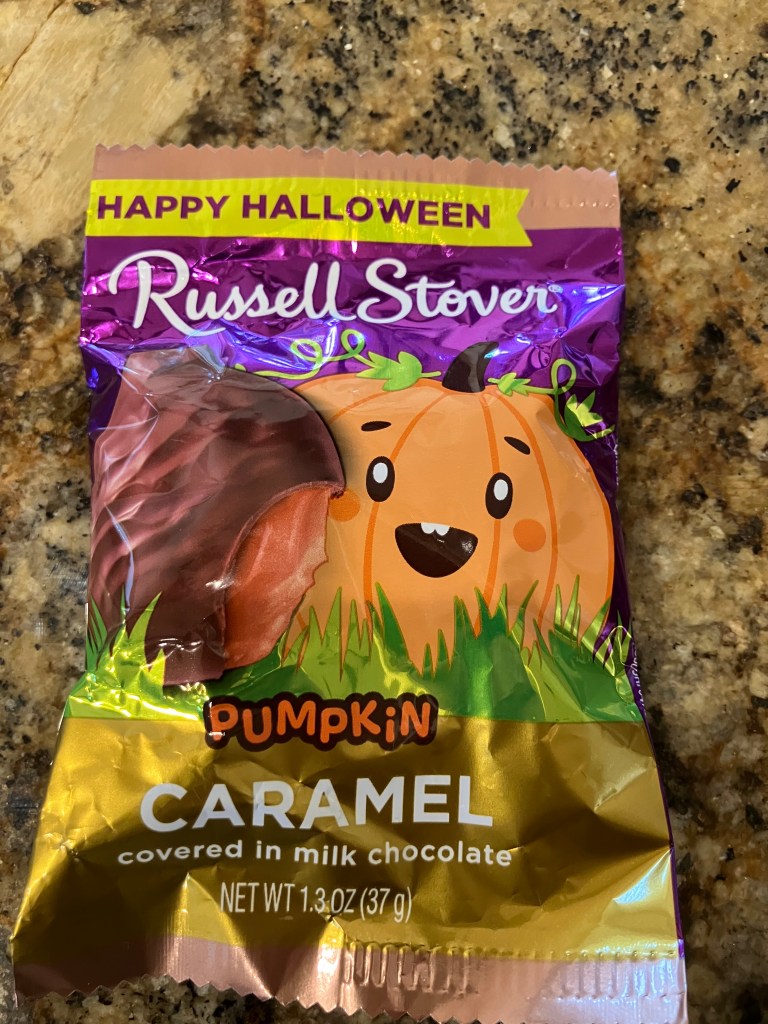 HAPPY HALLOWEEN
Russell Stover®
PUMPKiN
CARAMEL
covered in milk chocolate
NET WT 1.3 OZ (37 g)